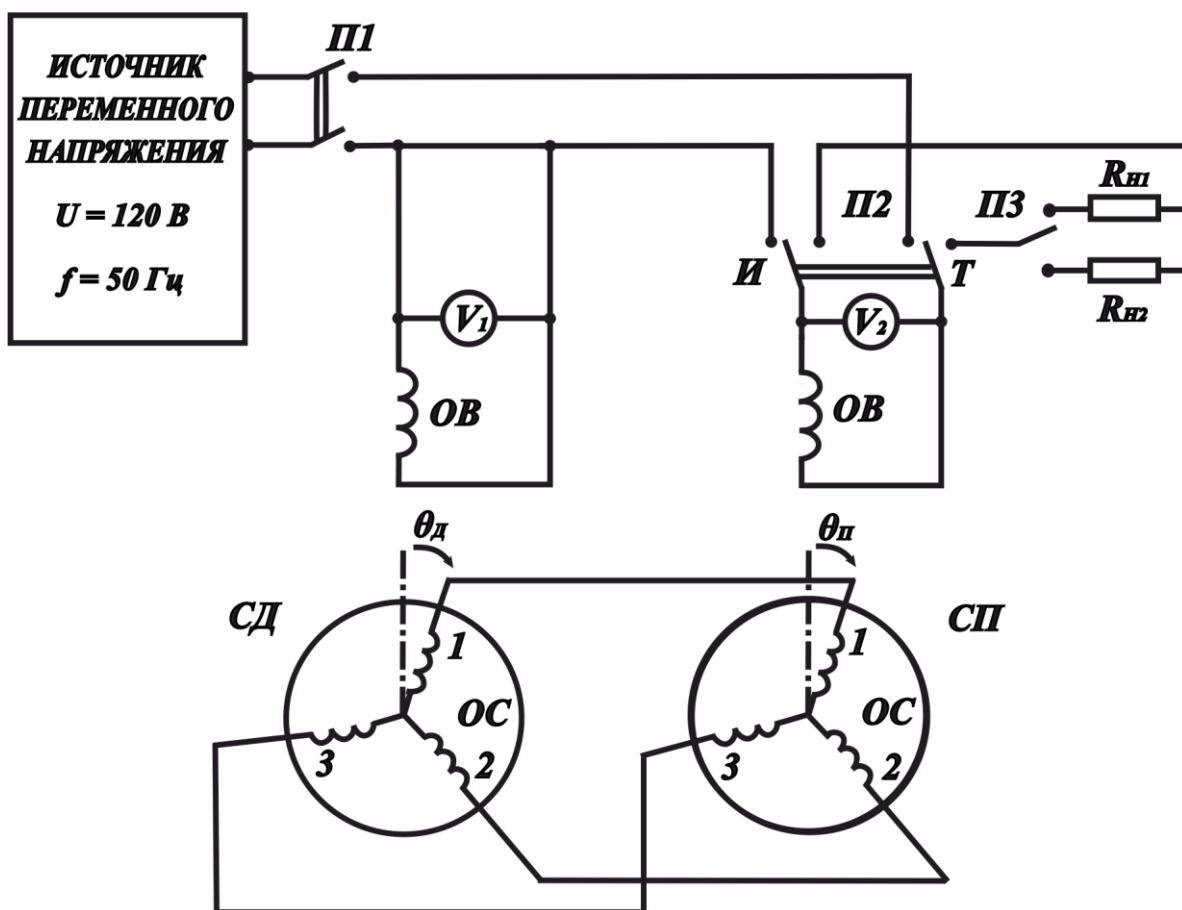 ИСТОЧНИК
ПЕРЕМЕННОГО
НАПРЯЖЕНИЯ
U = 120 В
f = 50 Гц
П1
П2
П3
Rн1
Rн2
И
Т
V1
V2
ОВ
ОВ
θд
θп
СД
СП
1
ОС
2
3
1
ОС
2
3